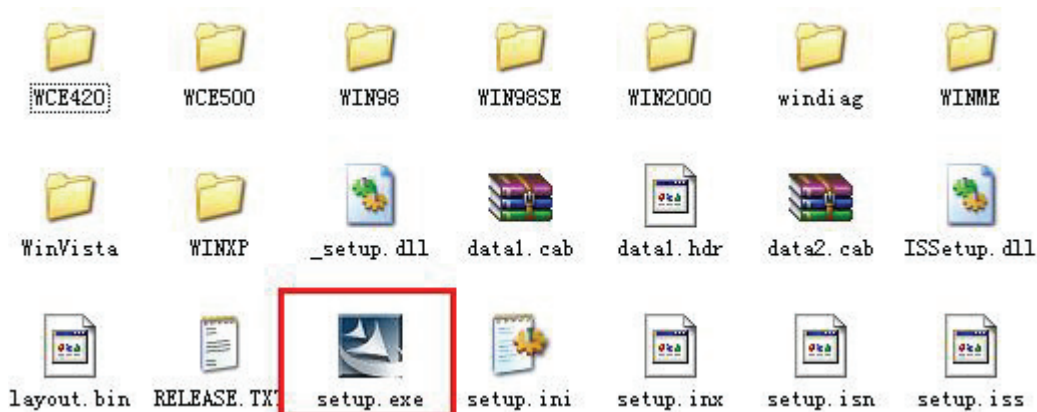 WCE420 WCE500 WIN98 WIN98SE WIN2000 windiag WINME
WinVista WINXP _setup.dll data1.cab data1.hdr data2.cab ISSetup.dll
layout.bin RELEASE.TXT setup.exe setup.ini setup.inx setup.isn setup.iss